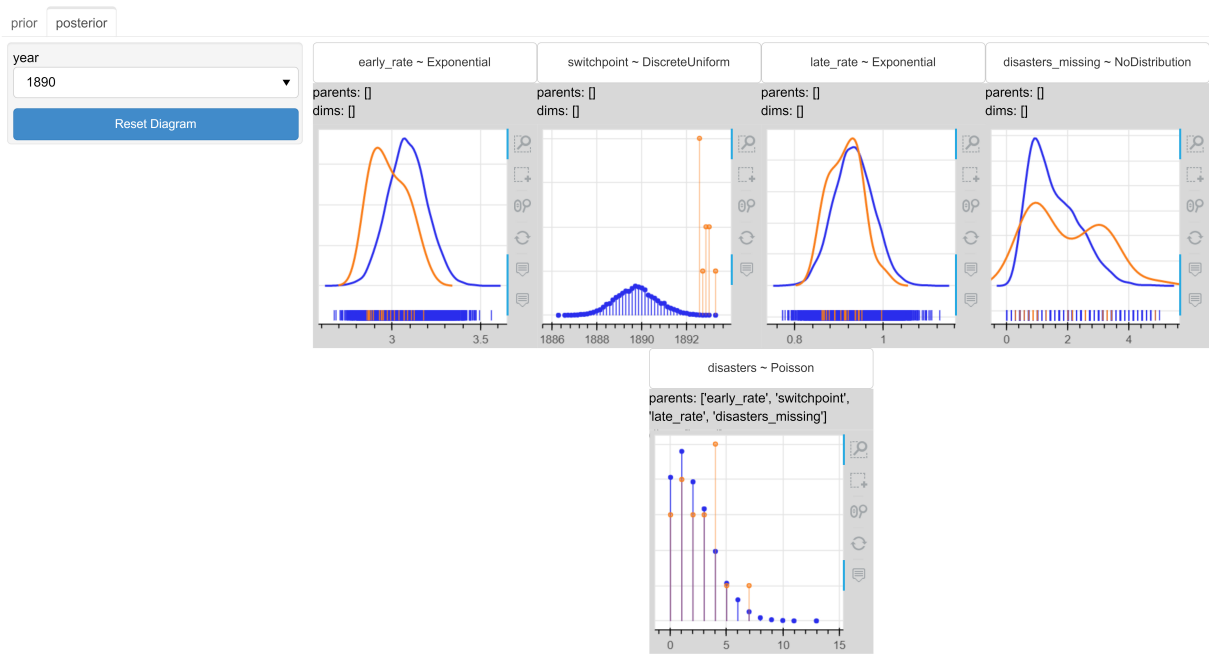 prior posterior
year
1890
Reset Diagram
early_rate ~ Exponential
parents: []
dims: []
3 3.5
switchpoint ~ DiscreteUniform
parents: []
dims: []
1886 1888 1890 1892
late_rate ~ Exponential
parents: []
dims: []
0.8 1
disasters_missing ~ NoDistribution
parents: []
dims: []
0 2 4
disasters ~ Poisson
parents: ['early_rate', 'switchpoint',
'late_rate', 'disasters_missing']
0 5 10 15